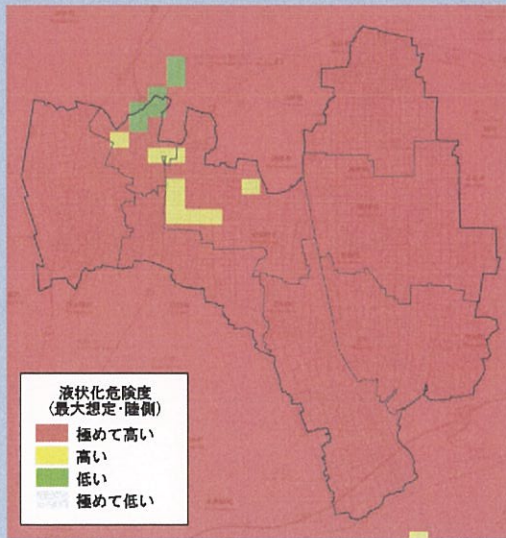 液状化危険度
(最大想定・陸側)
極めて高い
高い
低い
極めて低い